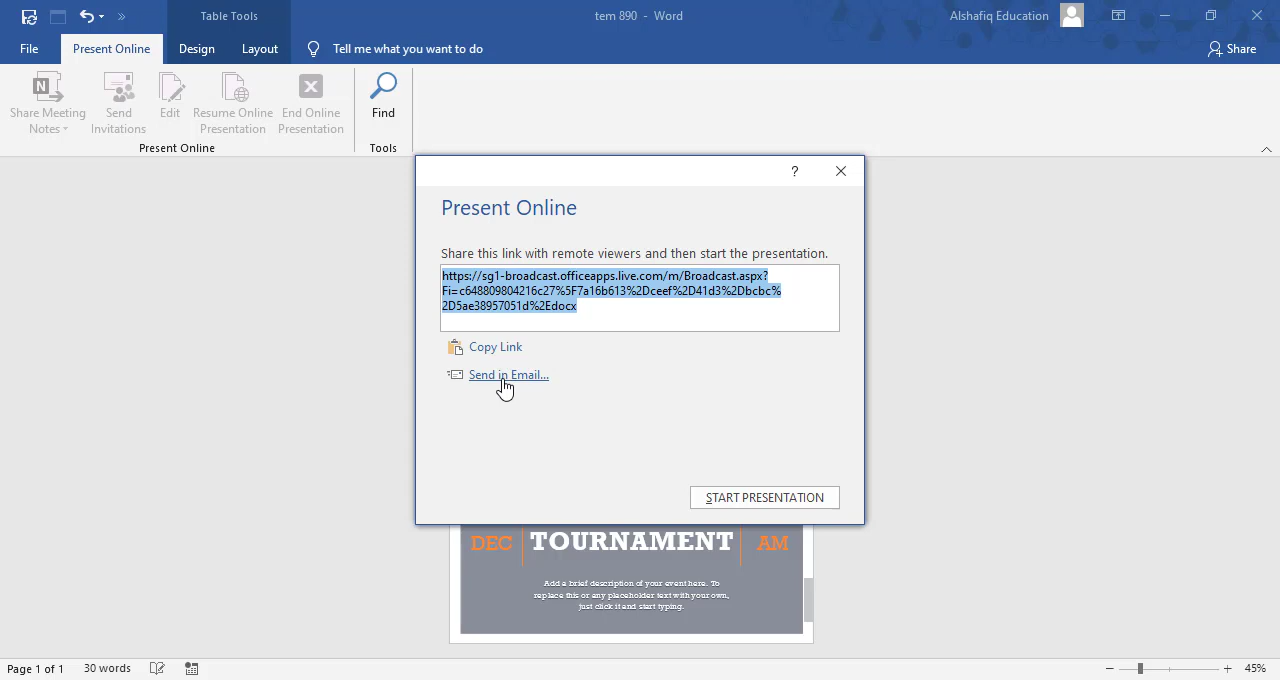 Table Tools
tem 890 - Word
Alshafiq Education
File
Present Online
Design
Layout
Tell me what you want to do
Share
Share Meeting
Notes
Send
Invitations
Edit
Resume Online
Presentation
End Online
Presentation
Find
Present Online
Tools
?
Present Online
Share this link with remote viewers and then start the presentation.
https://sg1-broadcast.officeapps.live.com/m/Broadcast.aspx?
Fi=c648809804216c27%5F7a16b613%2Dceef%2D41d3%2Dbcbc%
2D5ae38957051d%2Edocx
Copy Link
Send in Email...
START PRESENTATION
DEC
TOURNAMENT
AM
Add a brief description of your event here. To
replace this or any placeholder text with your own,
just click it and start typing.
Page 1 of 1
30 words
45%